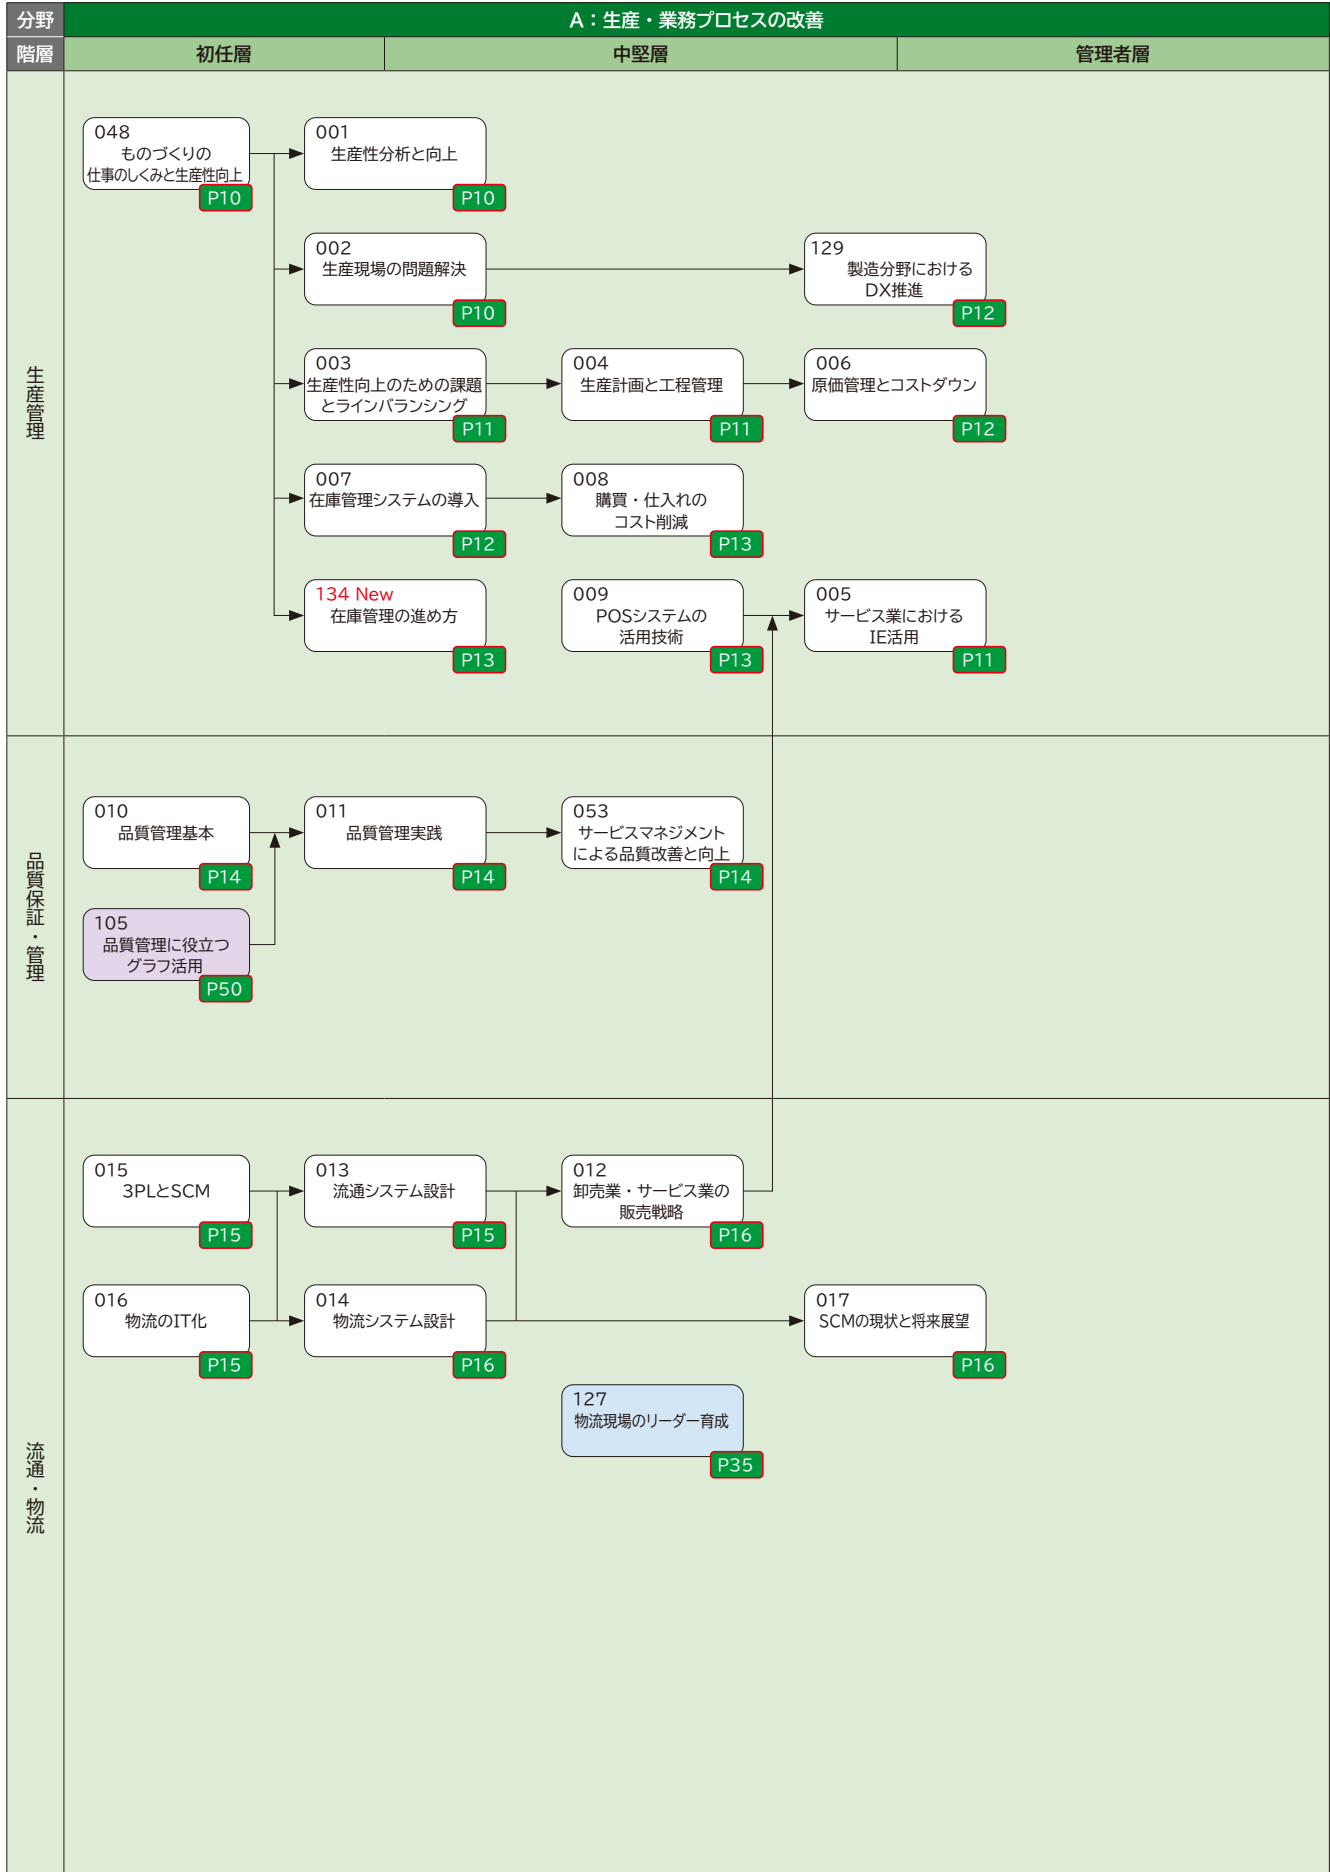 分野
A：生産・業務プロセスの改善
階層
初任層
中堅層
管理者層
生産管理
048
ものづくりの
仕事のしくみと生産性向上
P10
001
生産性分析と向上
P10
002
生産現場の問題解決
P10
129
製造分野における
DX推進
P12
003
生産性向上のための課題
とラインバランシング
P11
004
生産計画と工程管理
P11
006
原価管理とコストダウン
P12
007
在庫管理システムの導入
P12
008
購買・仕入れの
コスト削減
P13
134 New
在庫管理の進め方
P13
009
POSシステムの
活用技術
P13
005
サービス業における
IE活用
P11
品質保証・管理
010
品質管理基本
P14
011
品質管理実践
P14
053
サービスマネジメント
による品質改善と向上
P14
105
品質管理に役立つ
グラフ活用
P50
流通・物流
015
3PLとSCM
P15
013
流通システム設計
P15
012
卸売業・サービス業の
販売戦略
P16
016
物流のIT化
P15
014
物流システム設計
P16
017
SCMの現状と将来展望
P16
127
物流現場のリーダー育成
P35